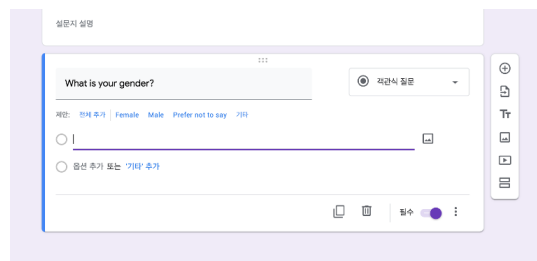 설문지 설명
What is your gender?
객관식 질문
제안: 전체 추가 Female Male Prefer not to say 기타
옵션 추가 또는 '기타' 추가
필수
Tт